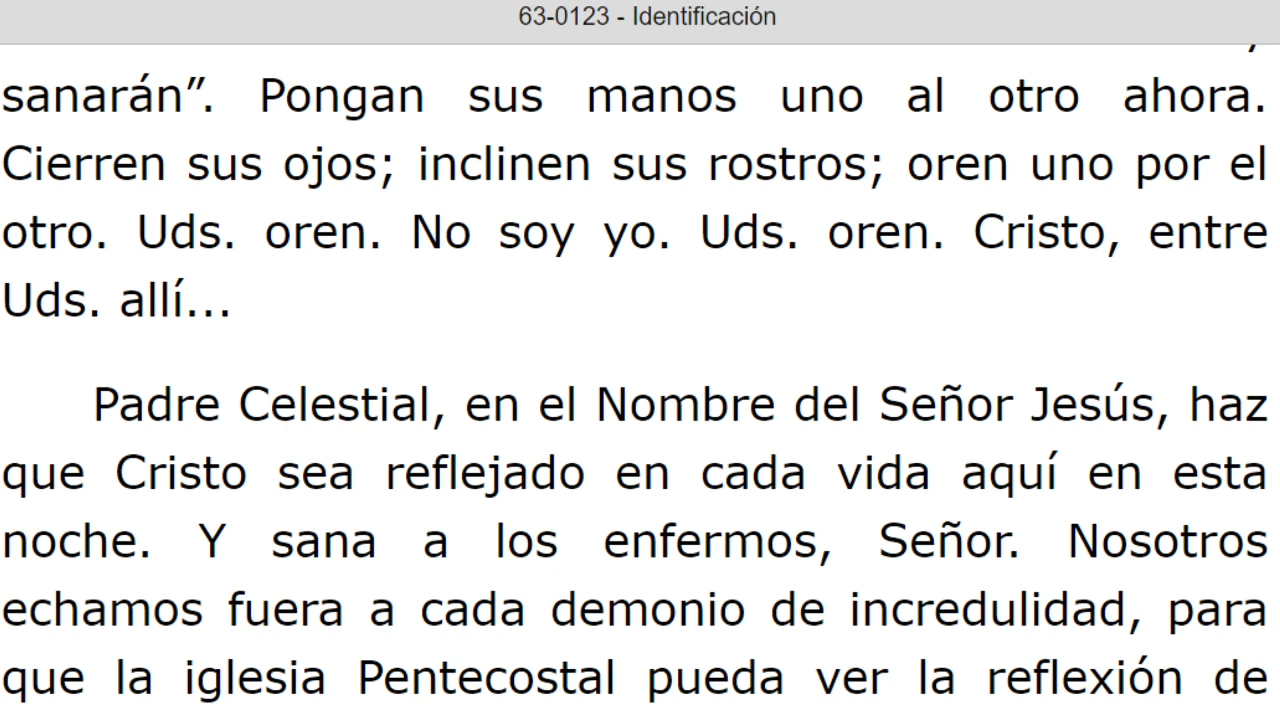 63-0123 - Identificación
sanarán”. Pongan sus manos uno al otro ahora.
Cierren sus ojos; inclinen sus rostros; oren uno por el
otro. Uds. oren. No soy yo. Uds. oren. Cristo, entre
Uds. allí...
Padre Celestial, en el Nombre del Señor Jesús, haz
que Cristo sea reflejado en cada vida aquí en esta
noche. Y sana a los enfermos, Señor. Nosotros
echamos fuera a cada demonio de incredulidad, para
que la iglesia Pentecostal pueda ver la reflexión de